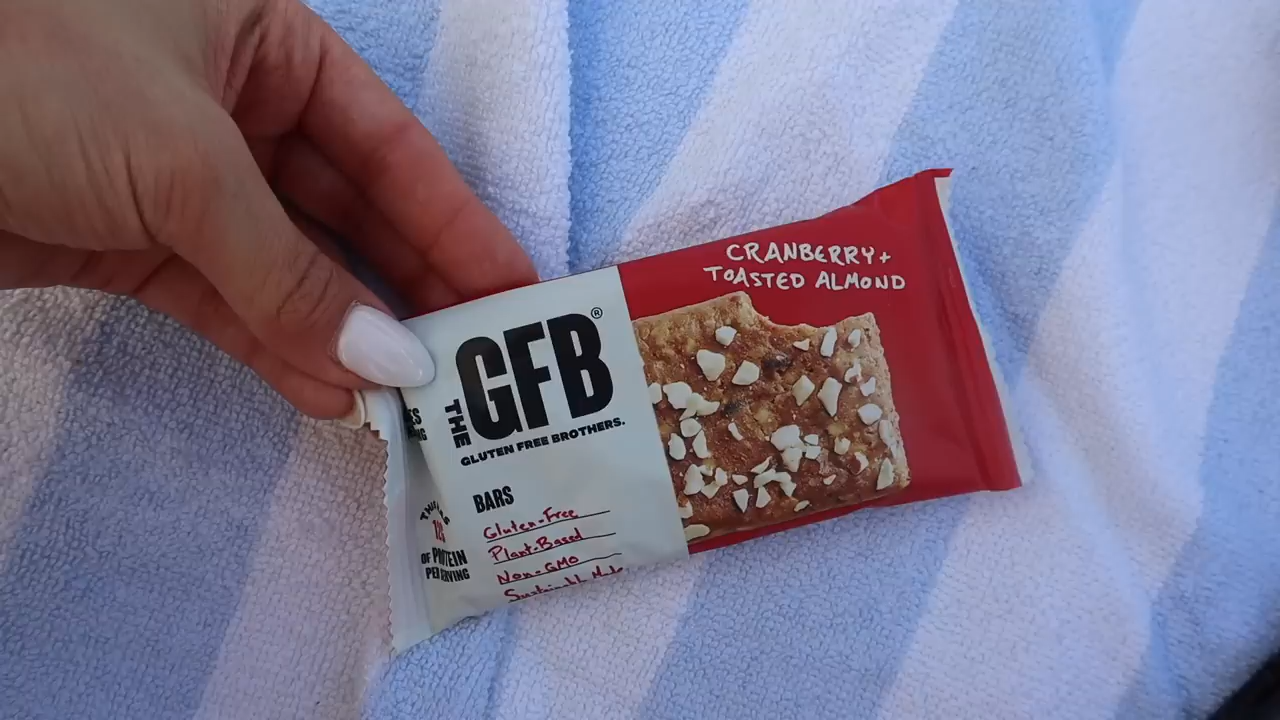 CRANBERRY+
TOASTED ALMOND
THE GFB®
GLUTEN FREE BROTHERS.
BARS
Gluten-Free
Plant-Based
Non-GMO
OF PROTEIN
PER SERVING